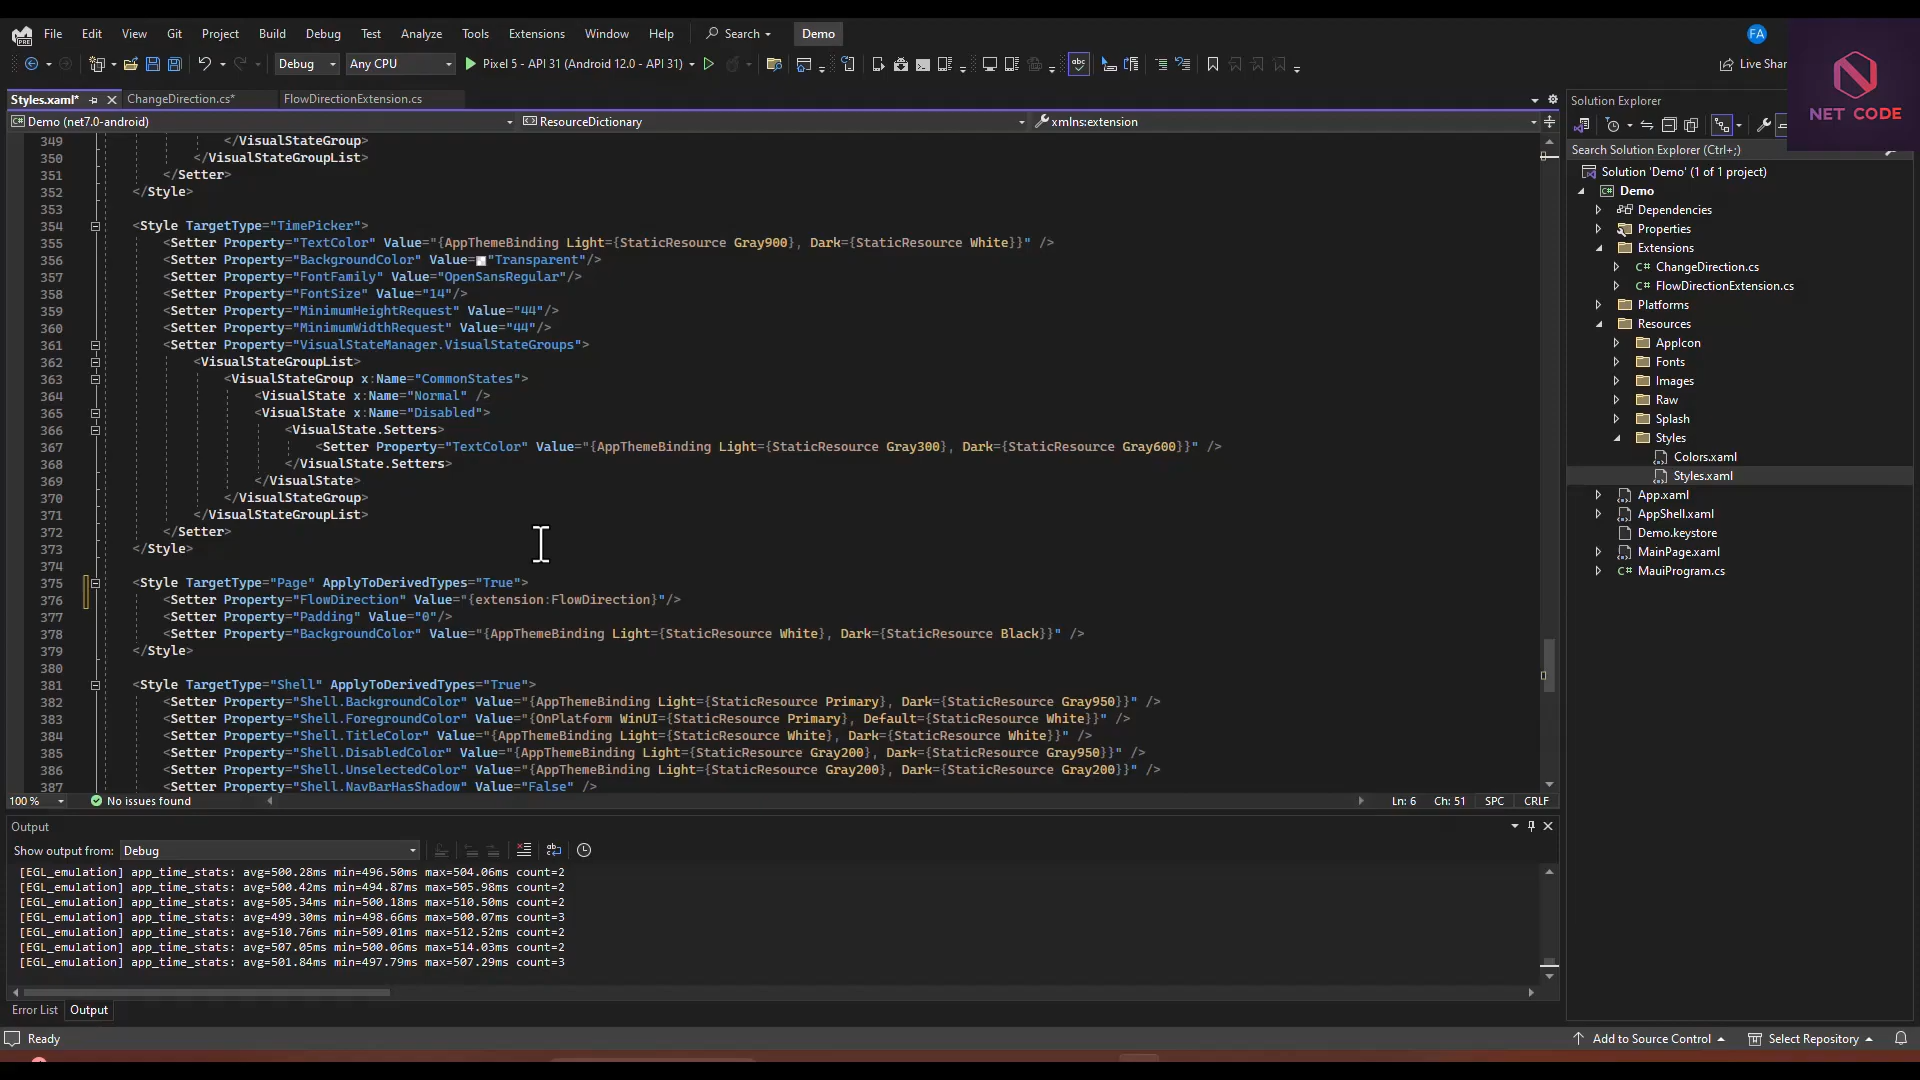 File Edit View Git Project Build Debug Test Analyze Tools Extensions Window Help Search Demo FA
Debug Any CPU Pixel 5 - API 31 (Android 12.0 - API 31) abc Live Shar
NET CODE
Styles.xaml* ChangeDirection.cs* FlowDirectionExtension.cs
Demo (net7.0-android) ResourceDictionary xmlns:extension
349 </VisualStateGroup>
350 </VisualStateGroupList>
351 </Setter>
352 </Style>
353
354 <Style TargetType="TimePicker">
355 <Setter Property="TextColor" Value="{AppThemeBinding Light={StaticResource Gray900}, Dark={StaticResource White}}" />
356 <Setter Property="BackgroundColor" Value="Transparent"/>
357 <Setter Property="FontFamily" Value="OpenSansRegular"/>
358 <Setter Property="FontSize" Value="14"/>
359 <Setter Property="MinimumHeightRequest" Value="44"/>
360 <Setter Property="MinimumWidthRequest" Value="44"/>
361 <Setter Property="VisualStateManager.VisualStateGroups">
362 <VisualStateGroupList>
363 <VisualStateGroup x:Name="CommonStates">
364 <VisualState x:Name="Normal" />
365 <VisualState x:Name="Disabled">
366 <VisualState.Setters>
367 <Setter Property="TextColor" Value="{AppThemeBinding Light={StaticResource Gray300}, Dark={StaticResource Gray600}}" />
368 </VisualState.Setters>
369 </VisualState>
370 </VisualStateGroup>
371 </VisualStateGroupList>
372 </Setter>
373 </Style>
374
375 <Style TargetType="Page" ApplyToDerivedTypes="True">
376 <Setter Property="FlowDirection" Value="{extension:FlowDirection}"/>
377 <Setter Property="Padding" Value="0"/>
378 <Setter Property="BackgroundColor" Value="{AppThemeBinding Light={StaticResource White}, Dark={StaticResource Black}}" />
379 </Style>
380
381 <Style TargetType="Shell" ApplyToDerivedTypes="True">
382 <Setter Property="Shell.BackgroundColor" Value="{AppThemeBinding Light={StaticResource Primary}, Dark={StaticResource Gray950}}" />
383 <Setter Property="Shell.ForegroundColor" Value="{OnPlatform WinUI={StaticResource Primary}, Default={StaticResource White}}" />
384 <Setter Property="Shell.TitleColor" Value="{AppThemeBinding Light={StaticResource White}, Dark={StaticResource White}}" />
385 <Setter Property="Shell.DisabledColor" Value="{AppThemeBinding Light={StaticResource Gray200}, Dark={StaticResource Gray950}}" />
386 <Setter Property="Shell.UnselectedColor" Value="{AppThemeBinding Light={StaticResource Gray200}, Dark={StaticResource Gray200}}" />
387 <Setter Property="Shell.NavBarHasShadow" Value="False" />
100 % No issues found Ln: 6 Ch: 51 SPC CRLF
Output
Show output from: Debug
[EGL_emulation] app_time_stats: avg=500.28ms min=496.50ms max=504.06ms count=2
[EGL_emulation] app_time_stats: avg=500.42ms min=494.87ms max=505.98ms count=2
[EGL_emulation] app_time_stats: avg=505.34ms min=500.18ms max=510.50ms count=2
[EGL_emulation] app_time_stats: avg=499.30ms min=498.66ms max=500.07ms count=3
[EGL_emulation] app_time_stats: avg=510.76ms min=509.01ms max=512.52ms count=2
[EGL_emulation] app_time_stats: avg=507.05ms min=500.06ms max=514.03ms count=2
[EGL_emulation] app_time_stats: avg=501.84ms min=497.79ms max=507.29ms count=3
Error List Output
Ready Add to Source Control Select Repository
Solution Explorer
Search Solution Explorer (Ctrl+;)
Solution 'Demo' (1 of 1 project)
Demo
Dependencies
Properties
Extensions
C# ChangeDirection.cs
C# FlowDirectionExtension.cs
Platforms
Resources
AppIcon
Fonts
Images
Raw
Splash
Styles
Colors.xaml
Styles.xaml
App.xaml
AppShell.xaml
Demo.keystore
MainPage.xaml
C# MauiProgram.cs